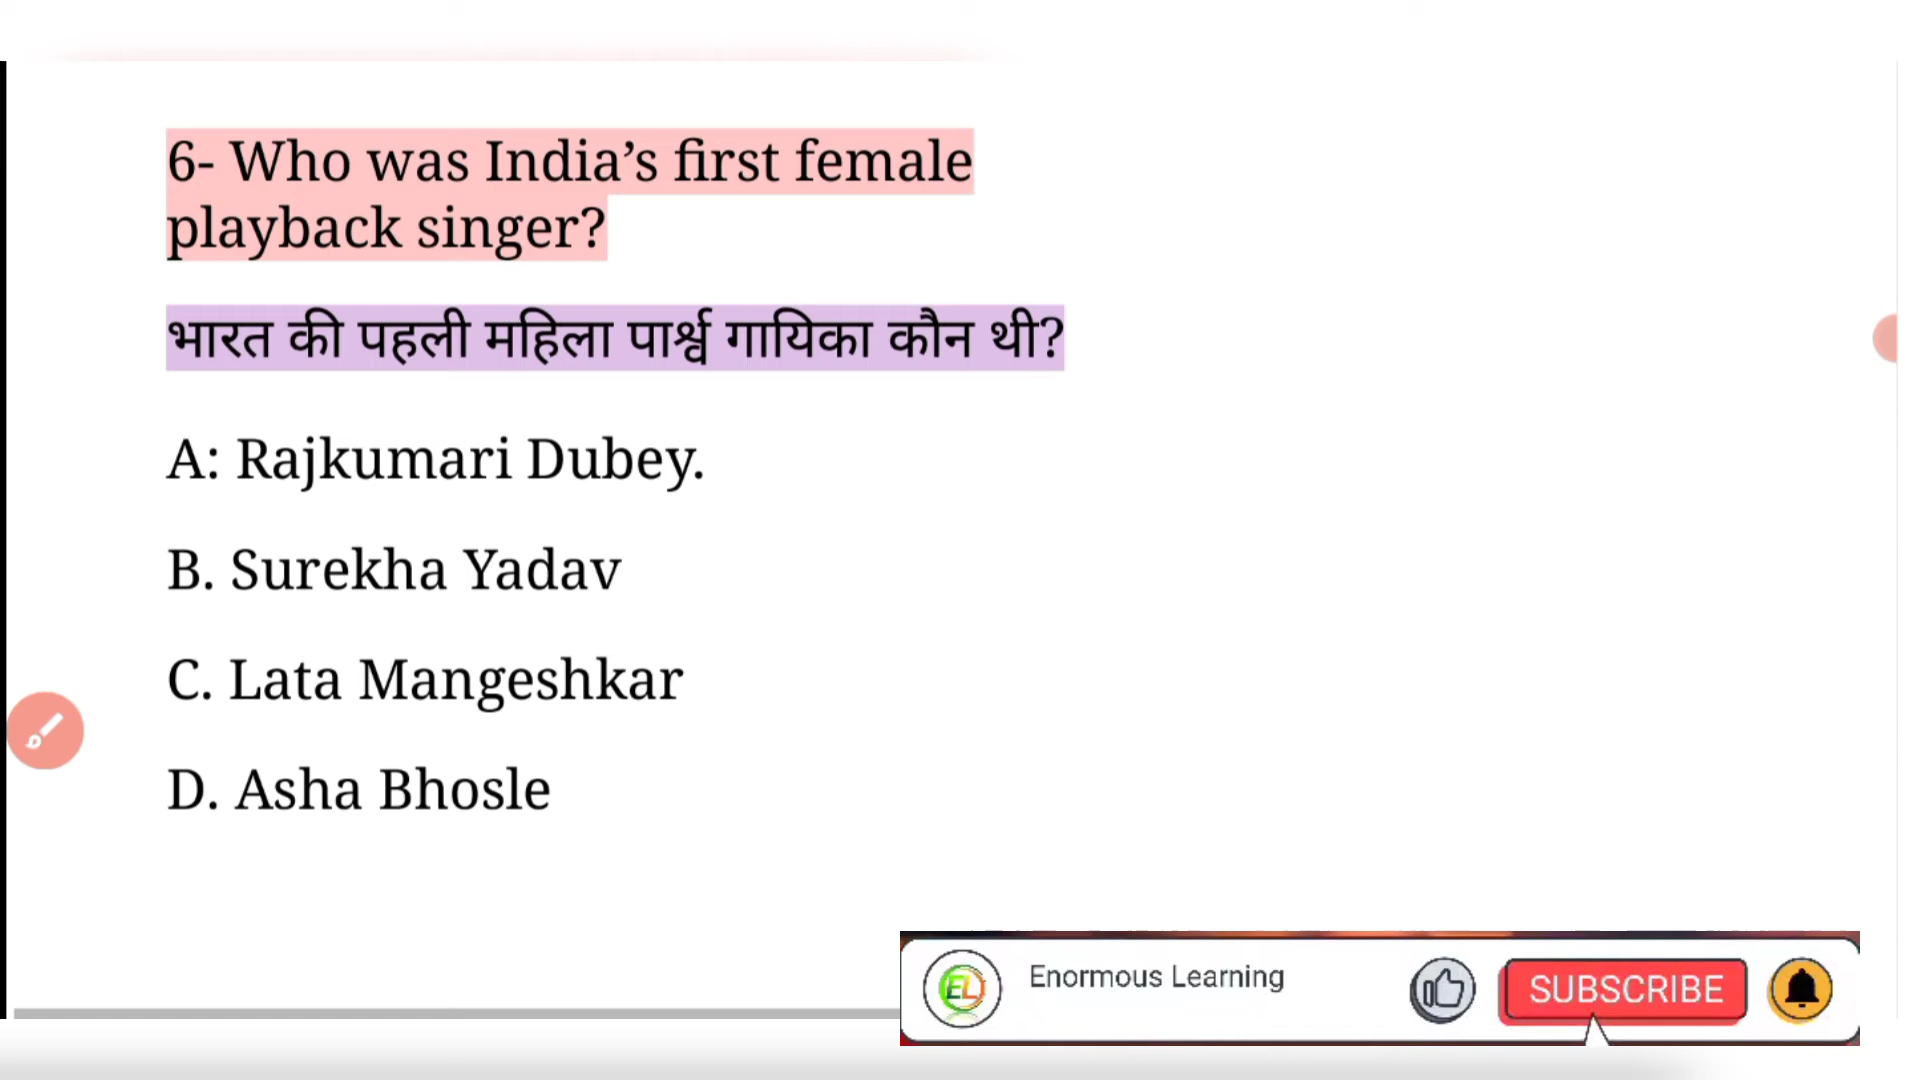 6- Who was India’s first female
playback singer?
भारत की पहली महिला पार्श्व गायिका कौन थी?
A: Rajkumari Dubey.
B. Surekha Yadav
C. Lata Mangeshkar
D. Asha Bhosle
EL
Enormous Learning
SUBSCRIBE